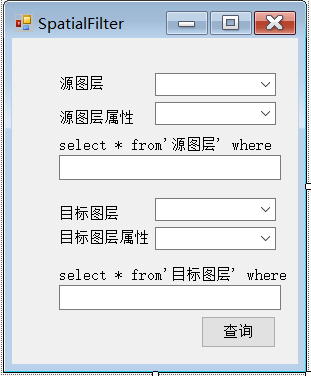 SpatialFilter
源图层
源图层属性
select * from'源图层' where
目标图层
目标图层属性
select * from'目标图层' where
查询